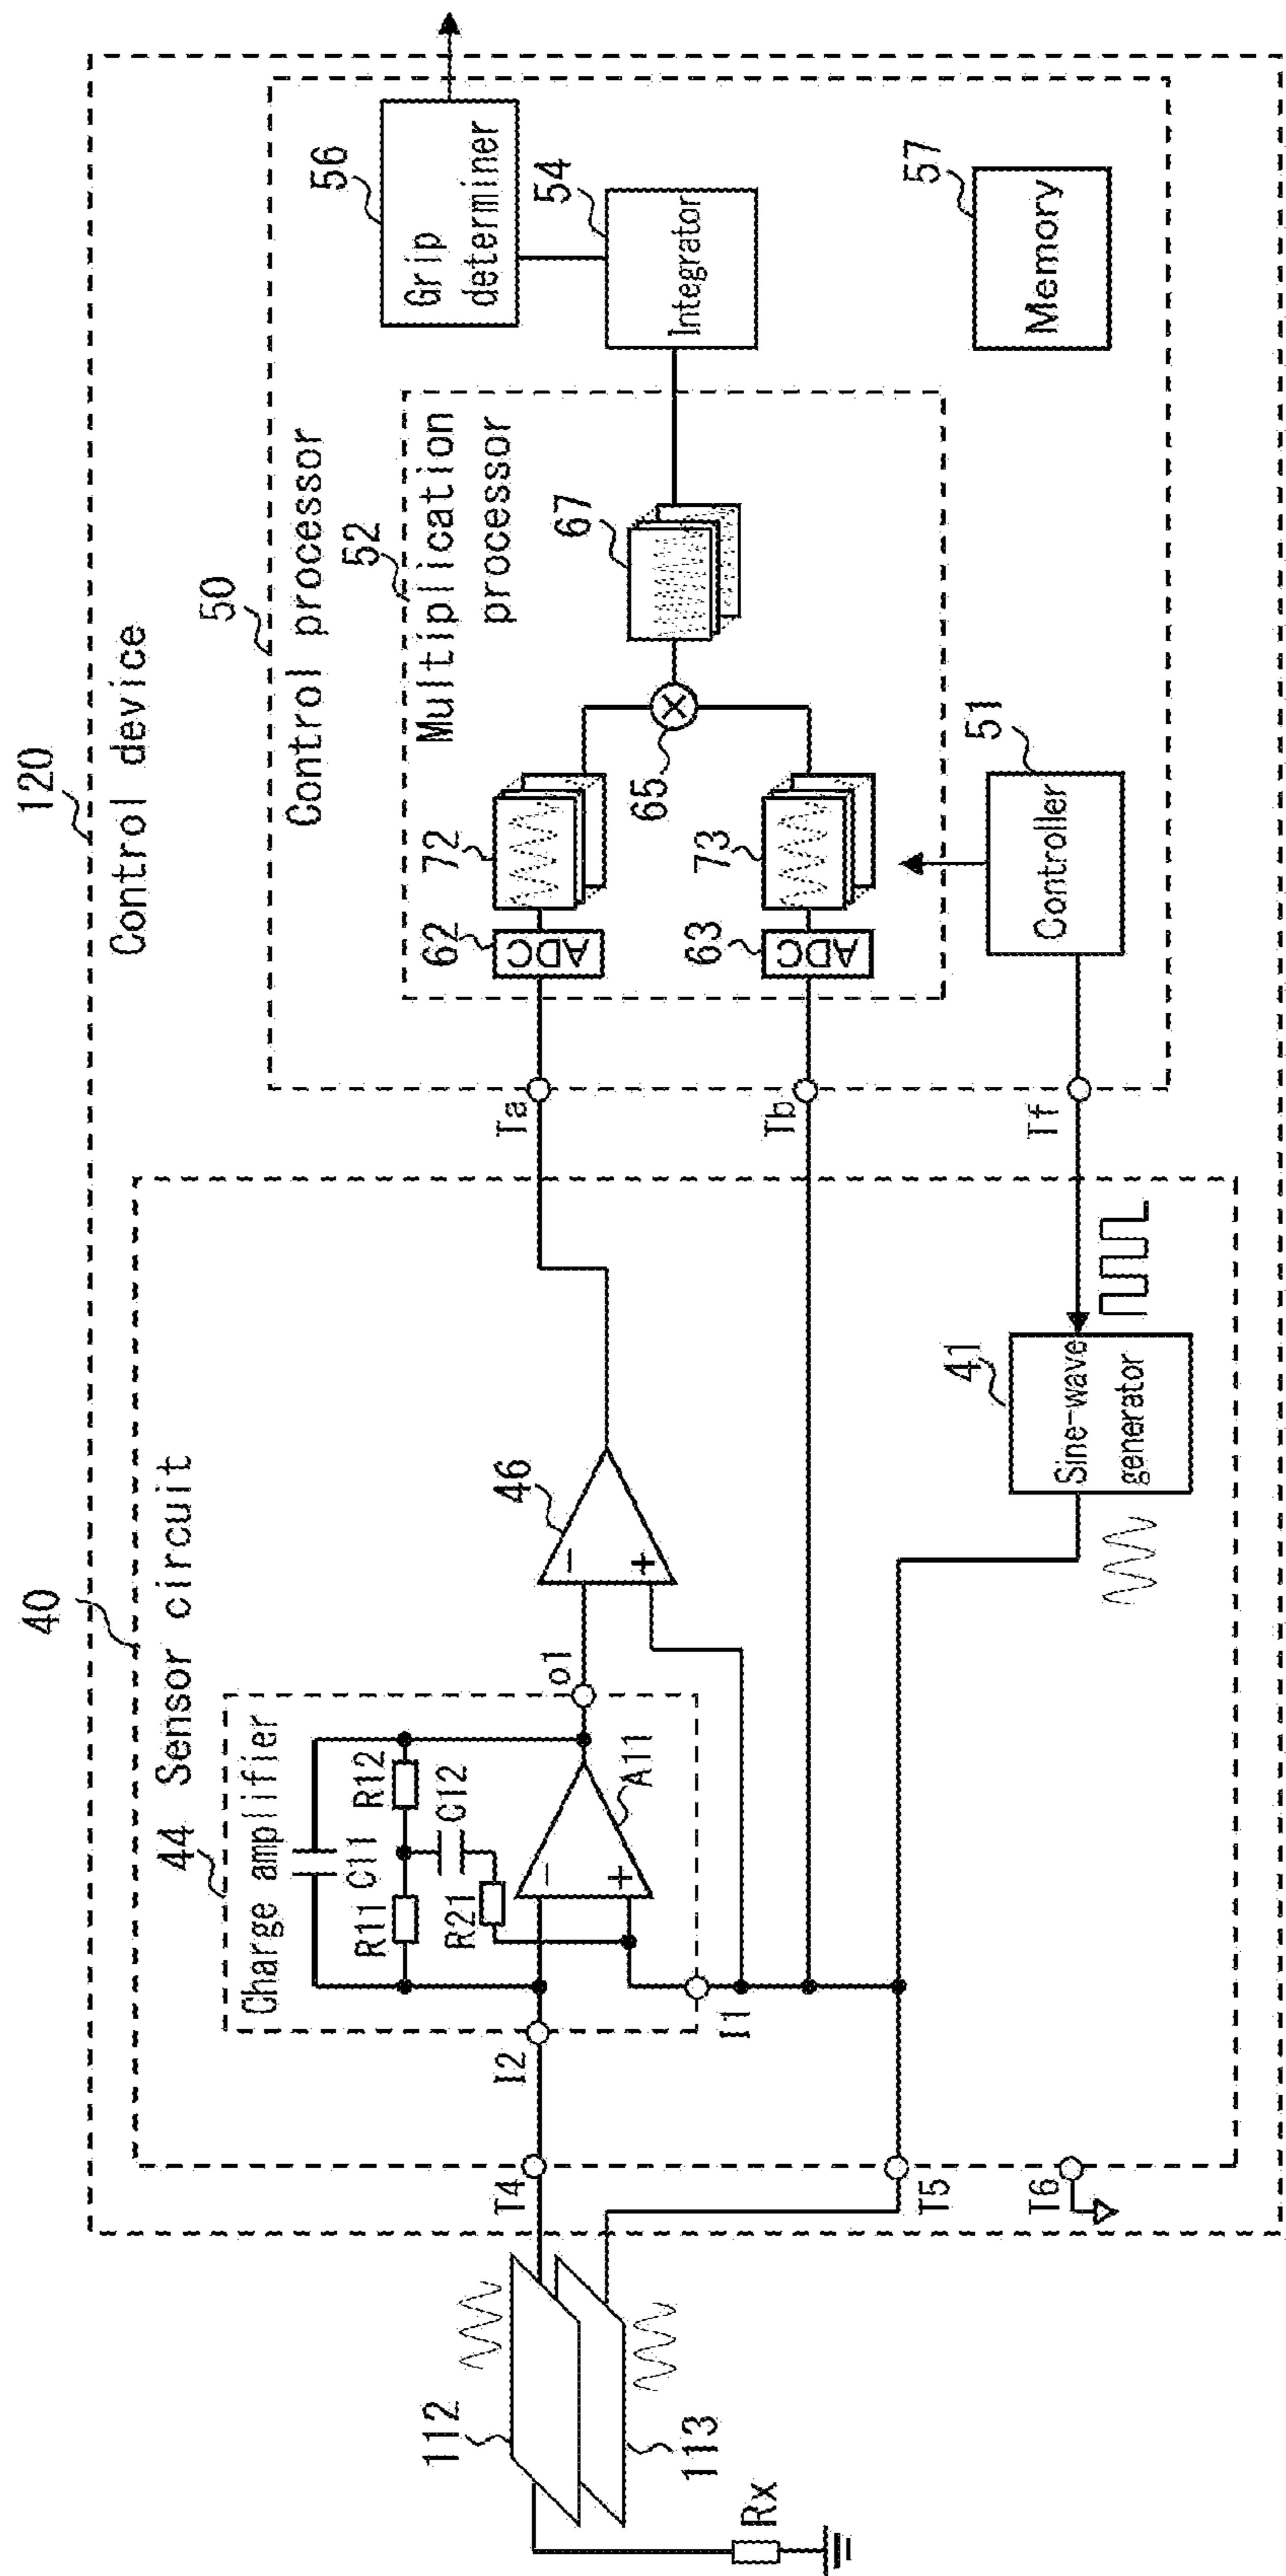 120
Control device
40
Sensor circuit
44
Charge amplifier
C11
R11
R12
R21
C12
A11
o1
I2
I1
46
41
Sine-wave
generator
T4
T5
T6
112
113
Rx
50
Control processor
Ta
Tb
Tf
52
Multiplication
processor
62
ADC
72
63
ADC
73
65
67
51
Controller
54
Integrator
56
Grip
determiner
57
Memory